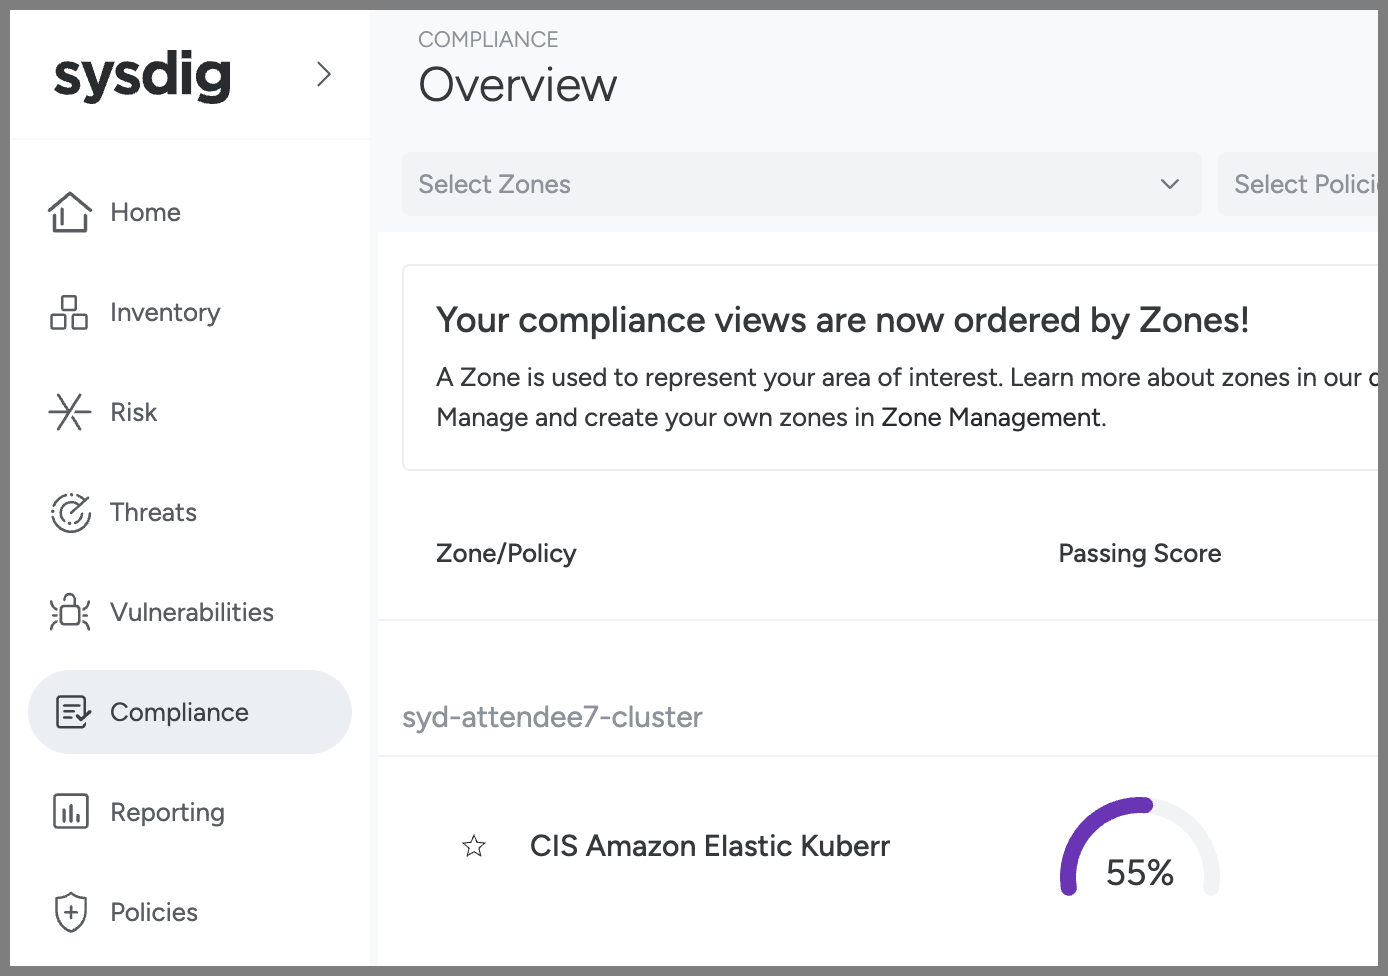 sysdig
Home
Inventory
Risk
Threats
Vulnerabilities
Compliance
Reporting
Policies
COMPLIANCE
Overview
Select Zones
Select
Your compliance views are now ordered by Zones!
A Zone is used to represent your area of interest. Learn more about zones in our
Manage and create your own zones in Zone Management.
Zone/Policy
Passing Score
syd-attendee7-cluster
CIS Amazon Elastic Kuberr
55%